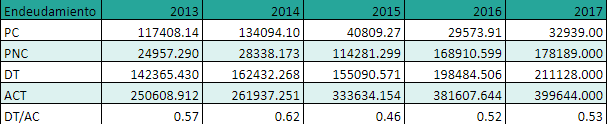 Endeudamiento 2013 2014 2015 2016 2017
PC 117408.14 134094.10 40809.27 29573.91 32939.00
PNC 24957.290 28338.173 114281.299 168910.599 178189.000
DT 142365.430 162432.268 155090.571 198484.506 211128.000
ACT 250608.912 261937.251 333634.154 381607.644 399644.000
DT/AC 0.57 0.62 0.46 0.52 0.53